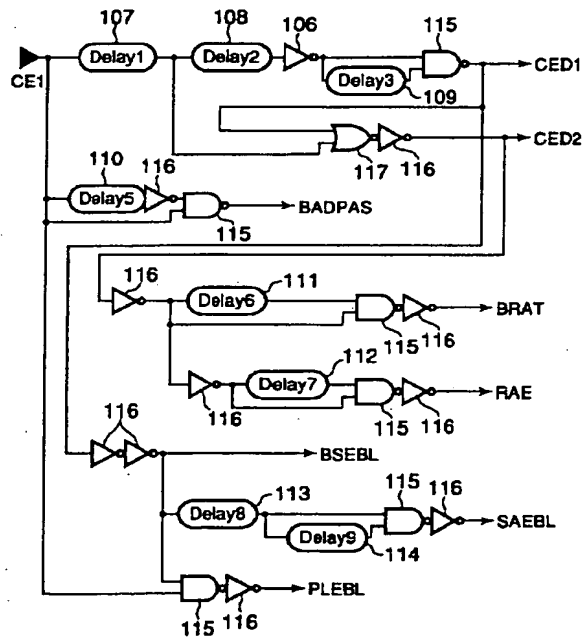 107 108 106 115
CE1 Delay1 Delay2 Delay3 CED1
109
117 116 CED2
110 116
Delay5 BADPAS
115
116 111
Delay6 BRAT
115 116
112
Delay7 RAE
116 115 116
116
BSEBL
113 115 116
Delay8 SAEBL
Delay9
114
PLEBL
115 116